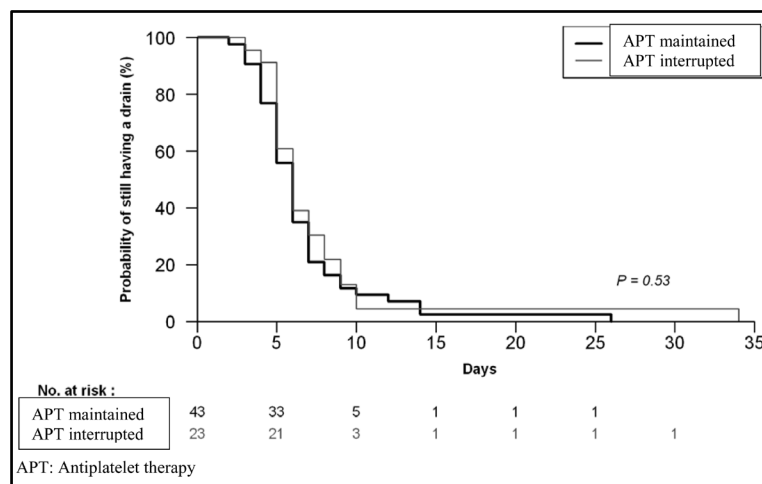 100
80
60
40
20
0
Probability of still having a drain (%)
APT maintained
APT interrupted
P = 0.53
0 5 10 15 20 25 30 35
Days
No. at risk :
APT maintained 43 33 5 1 1 1
APT interrupted 23 21 3 1 1 1 1
APT: Antiplatelet therapy